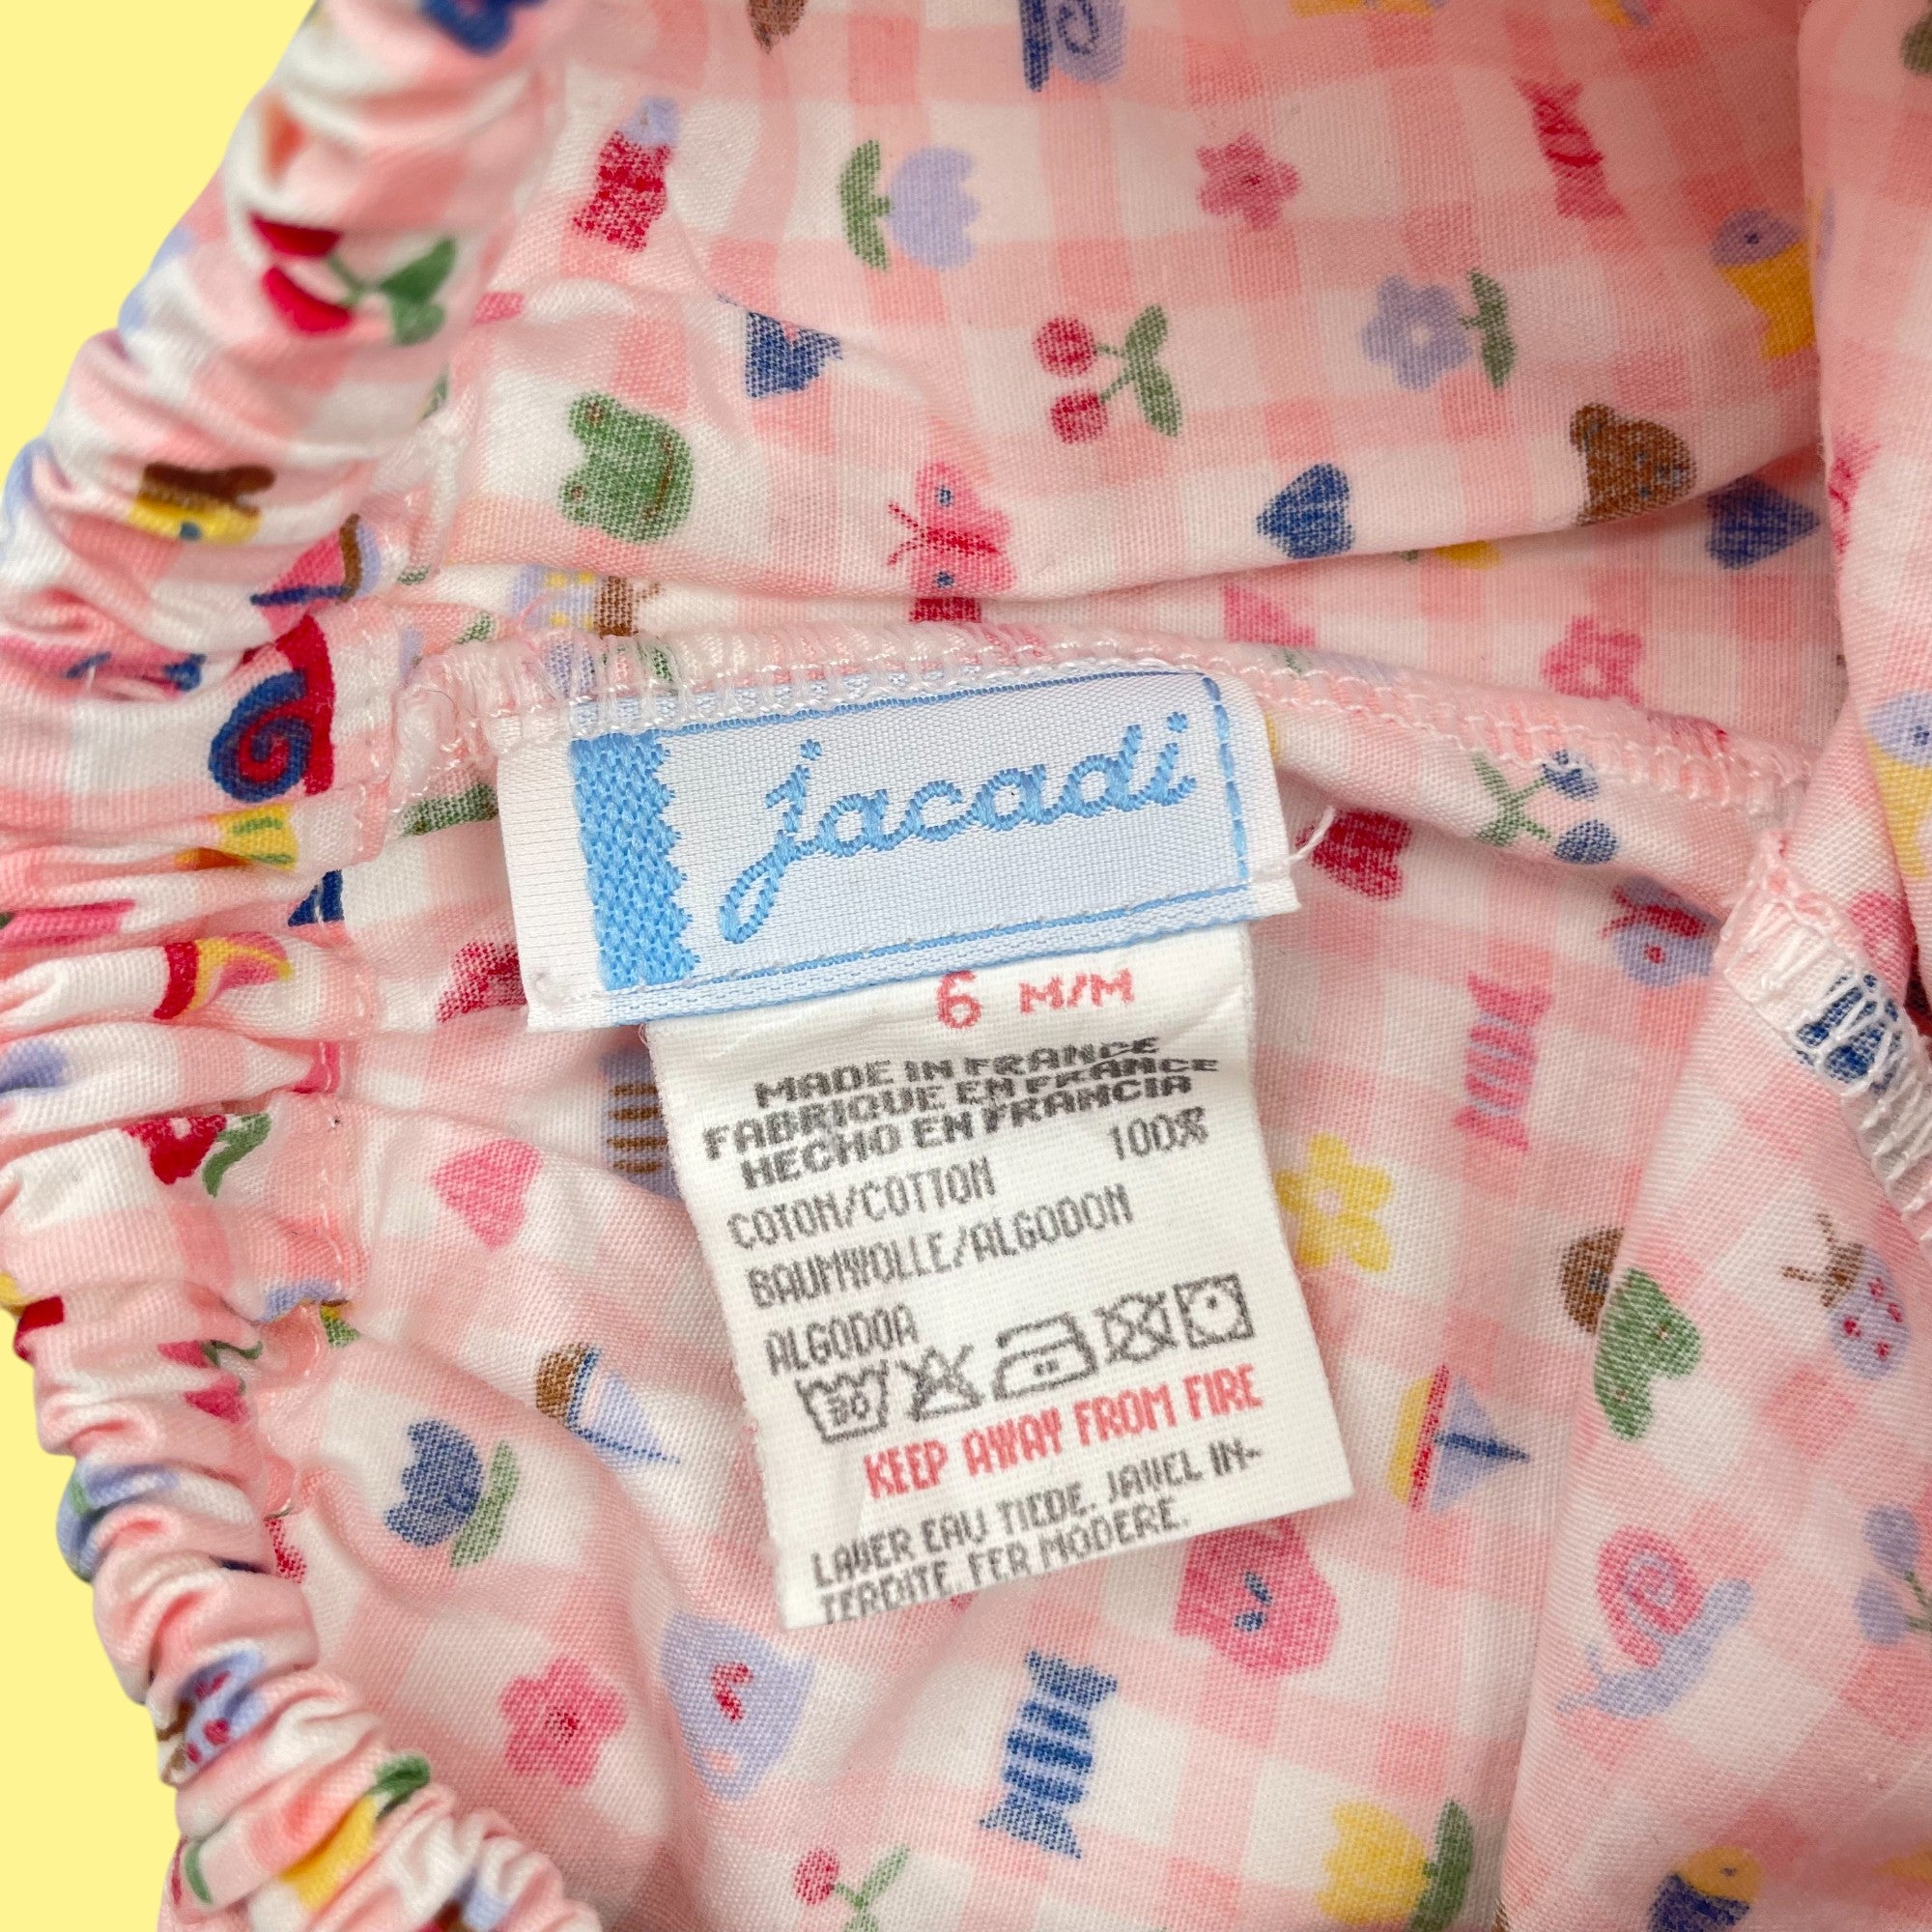 jacadi
6 M/M
MADE IN FRANCE
FABRIQUE EN FRANCE
HECHO EN FRANCIA
100%
COTON/COTTON
BAUMWOLLE/ALGODON
ALGODOA
30
KEEP AWAY FROM FIRE
LAVER EAU TIEDE. JAVEL IN-
TERDITE. FER MODERE.